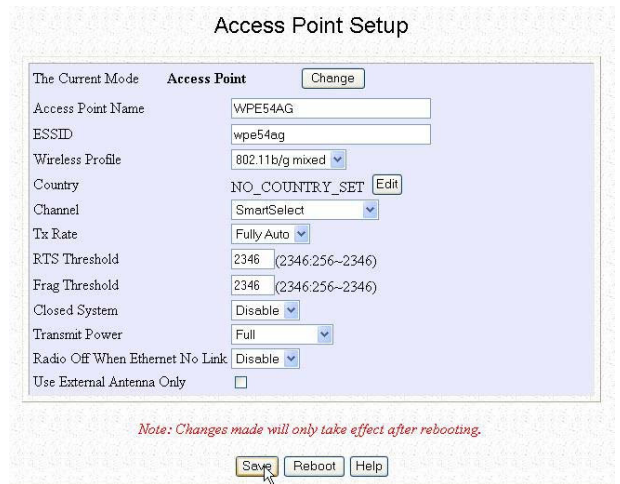 Access Point Setup
The Current Mode Access Point Change
Access Point Name WPE54AG
ESSID wpe54ag
Wireless Profile 802.11b/g mixed
Country NO_COUNTRY_SET Edit
Channel SmartSelect
Tx Rate Fully Auto
RTS Threshold 2346 (2346:256~2346)
Frag Threshold 2346 (2346:256~2346)
Closed System Disable
Transmit Power Full
Radio Off When Ethernet No Link Disable
Use External Antenna Only
Note: Changes made will only take effect after rebooting.
Save Reboot Help